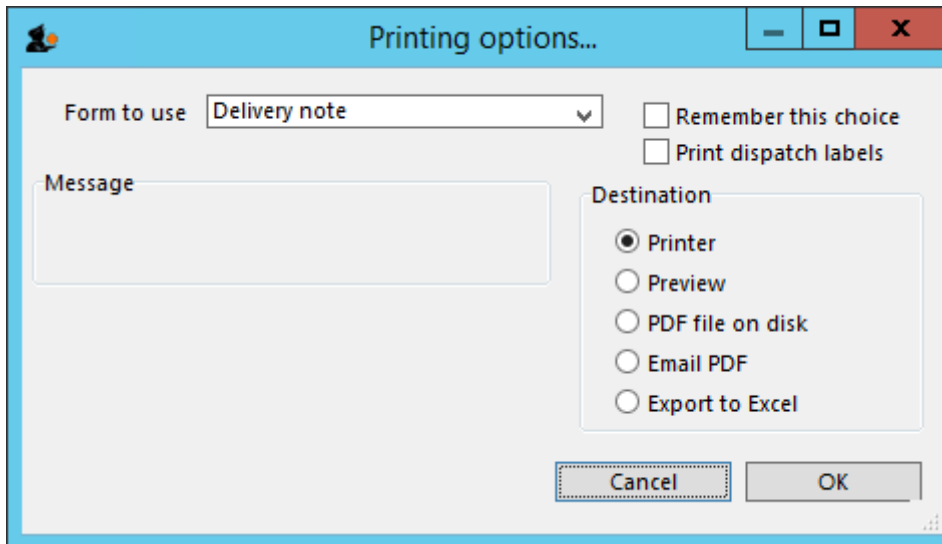 Printing options...
Form to use
Delivery note
Remember this choice
Print dispatch labels
Message
Destination
Printer
Preview
PDF file on disk
Email PDF
Export to Excel
Cancel
OK